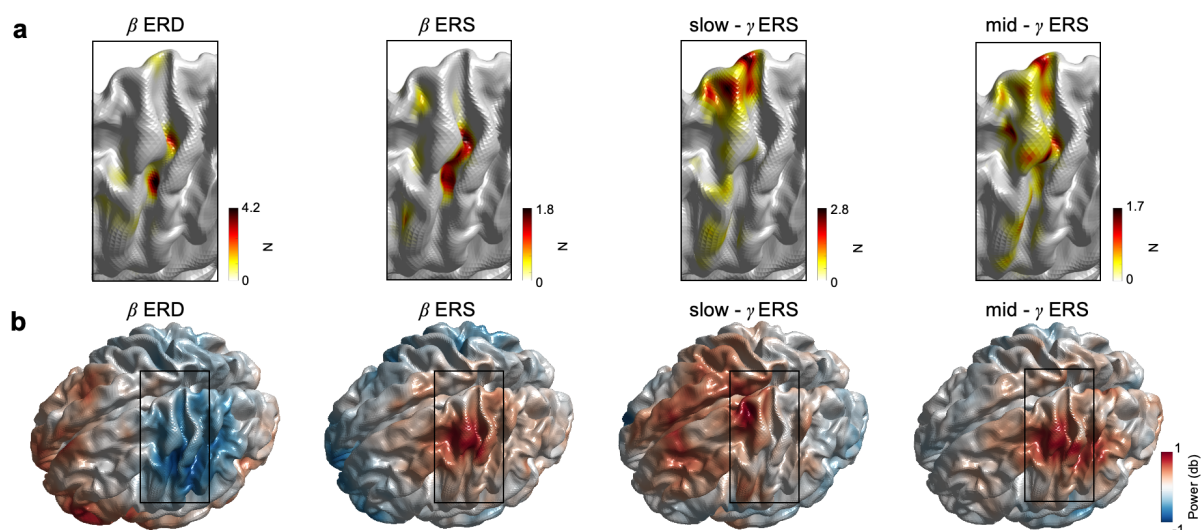 a
β ERD
β ERS
slow - γ ERS
mid - γ ERS
4.2
N
0
1.8
N
0
2.8
N
0
1.7
N
0
b
β ERD
β ERS
slow - γ ERS
mid - γ ERS
1
Power (db)
-1